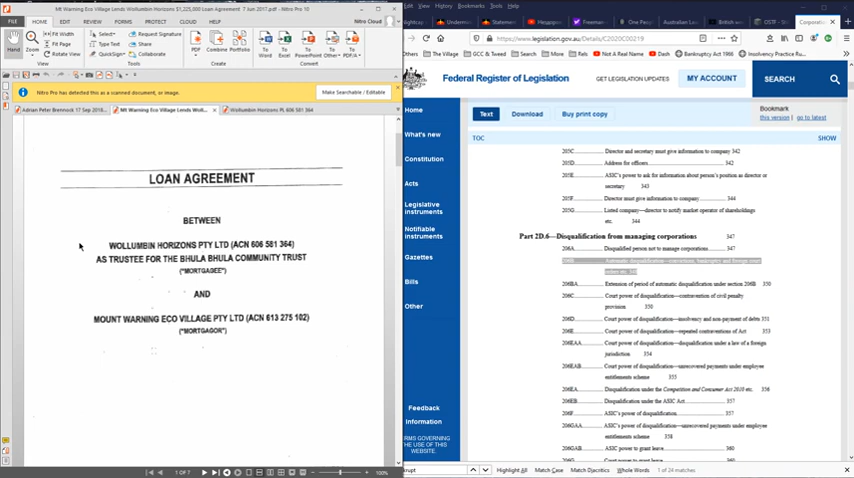 Mt Warning Eco Village Lends Wollumbin Horizons $1,225,000 Loan Agreement 7 Jun 2017.ndf - Nitro Pro 10
FILE HOME EDIT REVIEW FORMS PAGE LAYOUT CONVERT ERASE PROTECT SHARE CLOUD HELP
Nitro Cloud
Hand
Zoom
Fit Width
Fit Page
Rotate View
Select
Type Text
QuickSign
Request Signature
Share
Collaborate
PDF
Combine
Portfolio
To Word
To Excel
To PowerPoint
To Other
To PDF/A
View
Tools
Create
Convert
Nitro Pro has detected this as a scanned document, or image.
Make Searchable / Editable
Adrian Peter Brennock 17 Sep 2010...
Mt Warning Eco Village Lends Woll...
Wollumbin Horizons PL 606 581 364
LOAN AGREEMENT
BETWEEN
WOLLUMBIN HORIZONS PTY LTD (ACN 606 581 364)
AS TRUSTEE FOR THE BHULA BHULA COMMUNITY TRUST
("MORTGAGEE")
AND
MOUNT WARNING ECO VILLAGE PTY LTD (ACN 613 275 102)
("MORTGAGOR")
1 OF 7
100%
File Edit View History Bookmarks Tools Help
https://www.legislation.gov.au/Details/C2020C00219
The Village
GCC & Tweed
Search
More
Rels
Not A Real Name
Dash
Bankruptcy Act 1966
Insolvency Practice Ru...
Federal Register of Legislation
GET LEGISLATION UPDATES
MY ACCOUNT
SEARCH
Home
What's new
Constitution
Acts
Legislative instruments
Notifiable instruments
Gazettes
Bills
Other
Feedback
Information
TERMS GOVERNING THE USE OF THIS WEBSITE.
Text
Download
Buy print copy
Bookmark
this version | go to latest
TOC
SHOW
205C Director and secretary must give information to company 342
205D Address for officers 342
205E ASIC's power to ask for information about person's position as director or
secretary 343
205F Director must give information to company 344
205G Listed company—director to notify market operator of shareholdings
etc. 344
Part 2D.6—Disqualification from managing corporations 347
206A Disqualified person not to manage corporations 347
206B Automatic disqualification—convictions, bankruptcy and foreign court
orders etc. 348
206BA Extension of period of automatic disqualification under section 206B 350
206C Court power of disqualification—contravention of civil penalty
provision 350
206D Court power of disqualification—insolvency and non-payment of debts 351
206E Court power of disqualification—repeated contraventions of Act 353
206EAA Court power of disqualification—disqualification under a law of a foreign
jurisdiction 354
206EAB Court power of disqualification—unrecovered payments under employee
entitlements scheme 355
206EA Disqualification under the Competition and Consumer Act 2010 etc. 356
206EB Disqualification under the ASIC Act 357
206F ASIC's power of disqualification 357
206GAA ASIC's power of disqualification—unrecovered payments under employee
entitlements scheme 358
206GAB ASIC power to grant leave 360
Highlight All
Match Case
Match Diacritics
Whole Words
1 of 24 matches